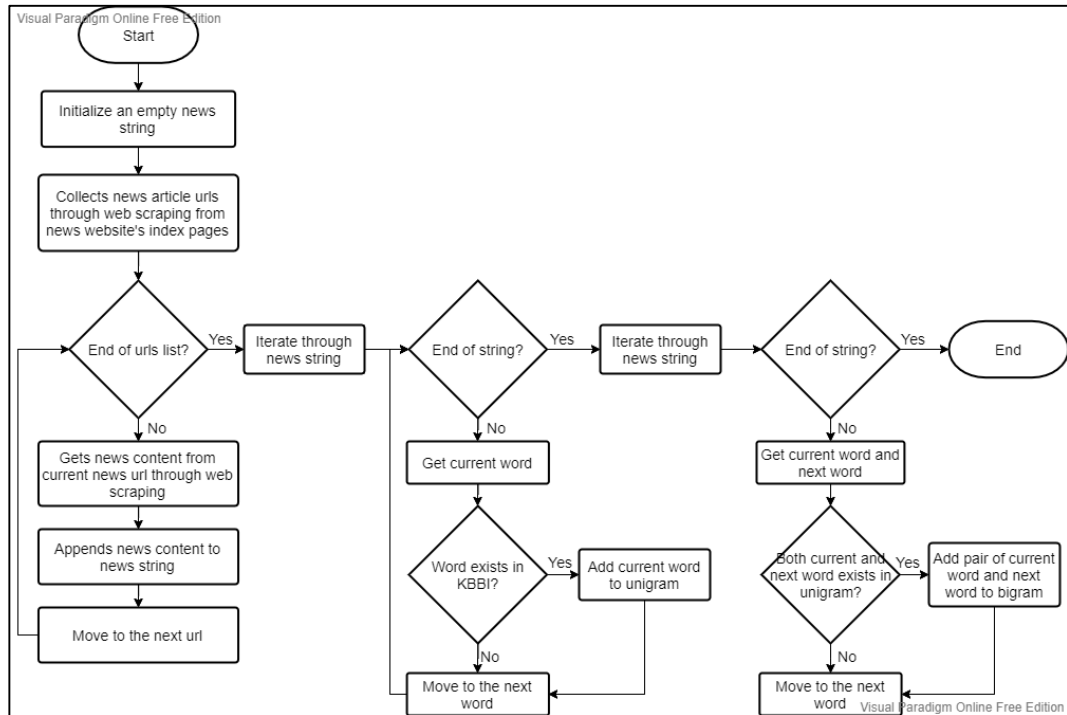 Visual Paradigm Online Free Edition
Start
Initialize an empty news
string
Collects news article urls
through web scraping from
news website's index pages
End of urls list?
Yes
No
Gets news content from
current news url through web
scraping
Appends news content to
news string
Move to the next url
Iterate through
news string
End of string?
Yes
No
Get current word
Word exists in
KBBI?
Yes
No
Add current word
to unigram
Move to the next
word
Iterate through
news string
End of string?
Yes
No
End
Get current word and
next word
Both current and
next word exists in
unigram?
Yes
No
Add pair of current
word and next
word to bigram
Move to the next
word
Visual Paradigm Online Free Edition